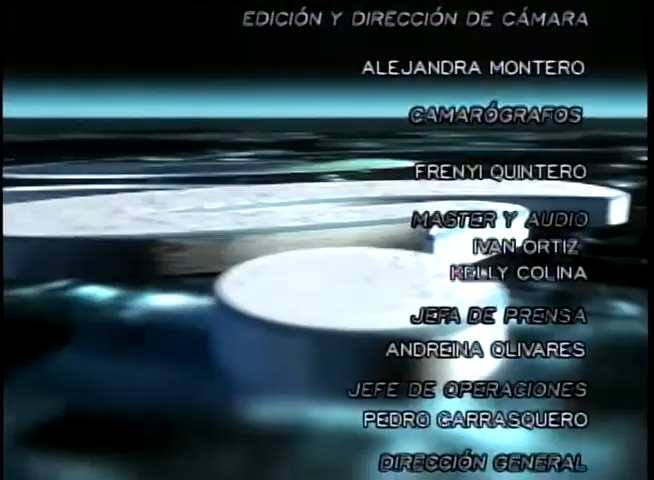 EDICIÓN Y DIRECCIÓN DE CÁMARA
ALEJANDRA MONTERO
CAMARÓGRAFOS
FRENYI QUINTERO
MASTER Y AUDIO
IVAN ORTIZ
KELLY COLINA
JEFA DE PRENSA
ANDREINA OLIVARES
JEFE DE OPERACIONES
PEDRO CARRASQUERO
DIRECCIÓN GENERAL